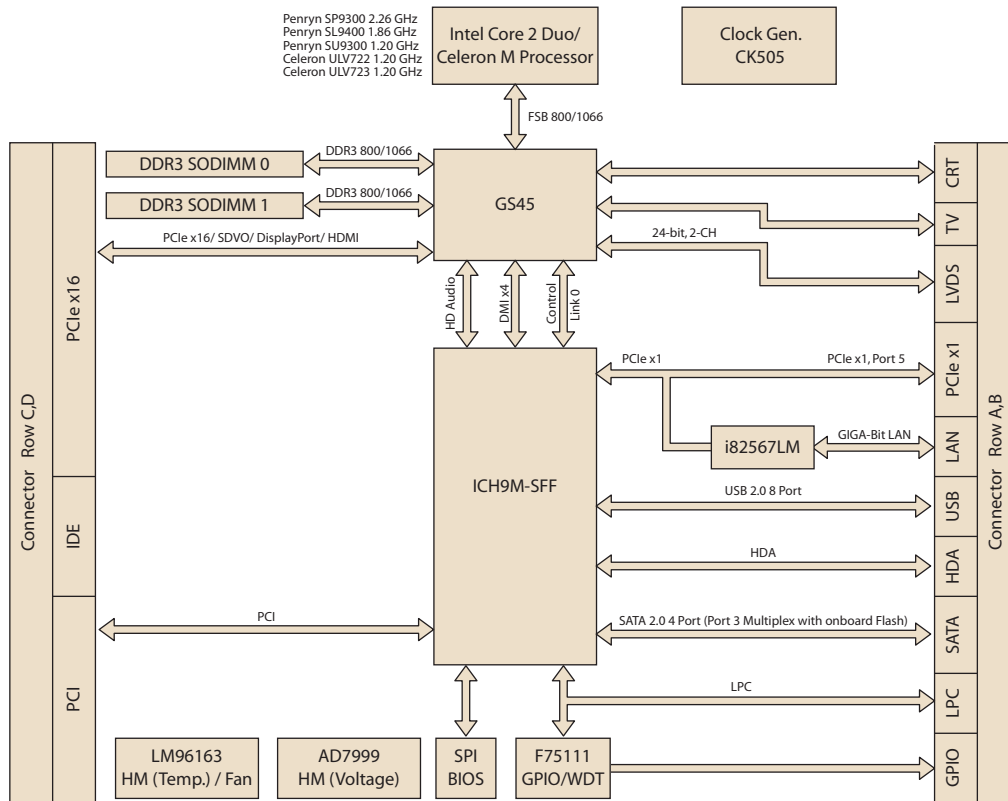 Penryn SP9300 2.26 GHz
Penryn SL9400 1.86 GHz
Penryn SU9300 1.20 GHz
Celeron ULV722 1.20 GHz
Celeron ULV723 1.20 GHz
Intel Core 2 Duo/
Celeron M Processor
Clock Gen.
CK505
FSB 800/1066
DDR3 SODIMM 0
DDR3 800/1066
DDR3 SODIMM 1
DDR3 800/1066
GS45
PCIe x16/ SDVO/ DisplayPort/ HDMI
24-bit, 2-CH
CRT
TV
LVDS
HD Audio
DMI x4
Control
Link 0
Connector Row C,D
PCIe x16
IDE
PCI
ICH9M-SFF
PCIe x1
PCIe x1, Port 5
PCIe x1
i82567LM
GIGA-Bit LAN
LAN
USB 2.0 8 Port
USB
HDA
HDA
PCI
SATA 2.0 4 Port (Port 3 Multiplex with onboard Flash)
SATA
LPC
LPC
Connector Row A,B
LM96163
HM (Temp.) / Fan
AD7999
HM (Voltage)
SPI
BIOS
F75111
GPIO/WDT
GPIO